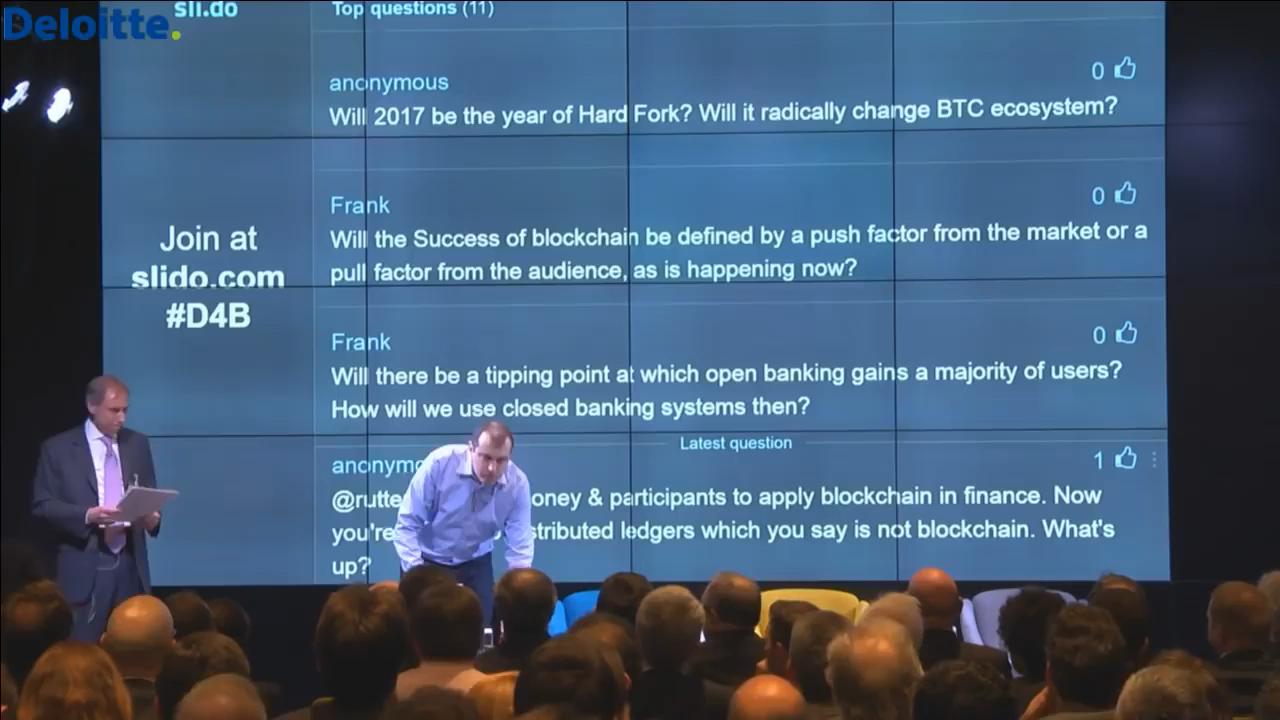 Deloitte.
sli.do
Top questions (11)
anonymous
0
Will 2017 be the year of Hard Fork? Will it radically change BTC ecosystem?
Frank
0
Will the Success of blockchain be defined by a push factor from the market or a
pull factor from the audience, as is happening now?
Join at
slido.com
#D4B
Frank
0
Will there be a tipping point at which open banking gains a majority of users?
How will we use closed banking systems then?
Latest question
1
& participants to apply blockchain in finance. Now
you're ledgers which you say is not blockchain. What's
up?